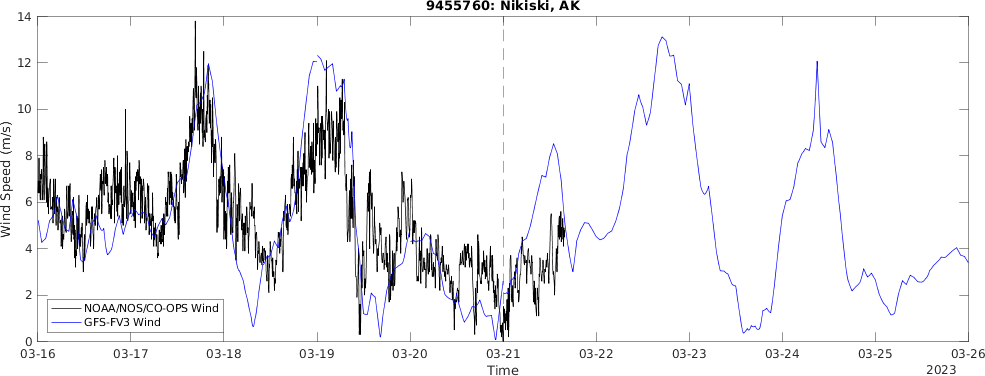 9455760: Nikiski, AK
14
12
10
8
6
4
2
0
Wind Speed (m/s)
NOAA/NOS/CO-OPS Wind
GFS-FV3 Wind
03-16 03-17 03-18 03-19 03-20 03-21 03-22 03-23 03-24 03-25 03-26
Time
2023